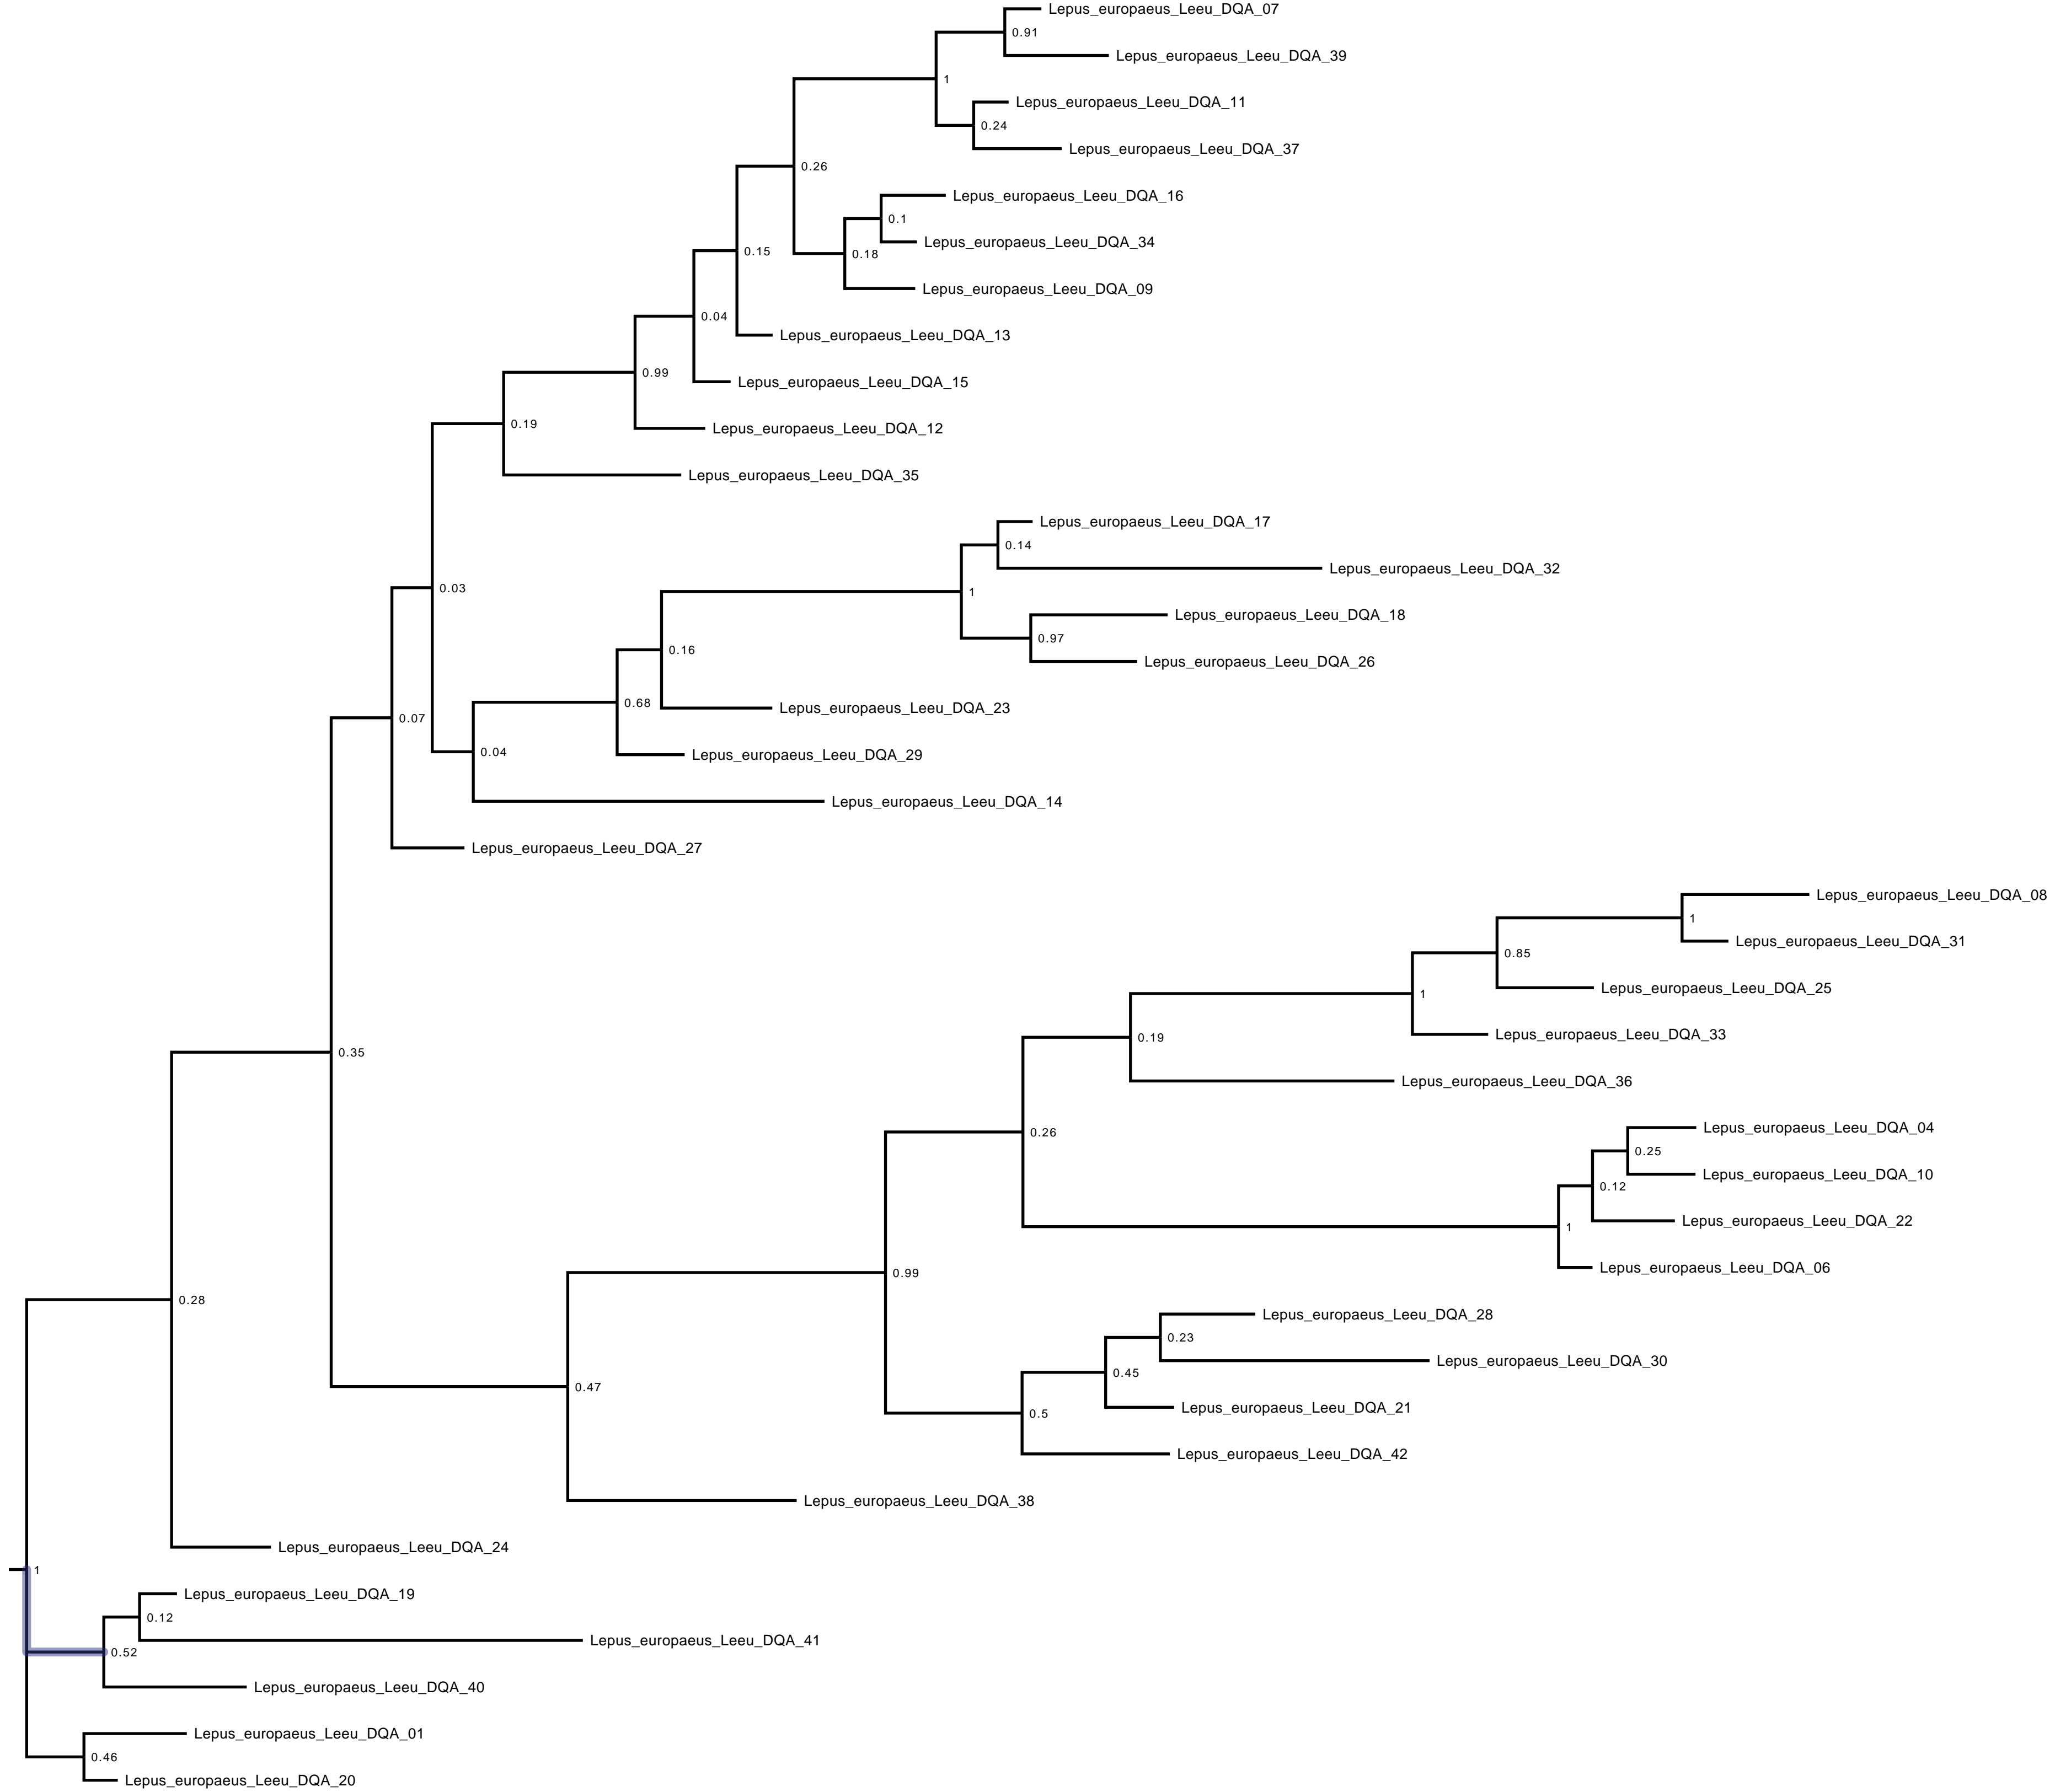 Lepus_europaeus_Leeu_DQA_07
0.91
Lepus_europaeus_Leeu_DQA_39
1
Lepus_europaeus_Leeu_DQA_11
0.24
Lepus_europaeus_Leeu_DQA_37
0.26
Lepus_europaeus_Leeu_DQA_16
0.1
Lepus_europaeus_Leeu_DQA_34
0.15
0.18
Lepus_europaeus_Leeu_DQA_09
0.04
Lepus_europaeus_Leeu_DQA_13
0.99
Lepus_europaeus_Leeu_DQA_15
0.19
Lepus_europaeus_Leeu_DQA_12
Lepus_europaeus_Leeu_DQA_35
Lepus_europaeus_Leeu_DQA_17
0.14
Lepus_europaeus_Leeu_DQA_32
0.03
1
Lepus_europaeus_Leeu_DQA_18
0.97
Lepus_europaeus_Leeu_DQA_26
0.16
0.68
Lepus_europaeus_Leeu_DQA_23
0.07
0.04
Lepus_europaeus_Leeu_DQA_29
Lepus_europaeus_Leeu_DQA_14
Lepus_europaeus_Leeu_DQA_27
Lepus_europaeus_Leeu_DQA_08
1
Lepus_europaeus_Leeu_DQA_31
0.85
Lepus_europaeus_Leeu_DQA_25
1
Lepus_europaeus_Leeu_DQA_33
0.19
0.35
Lepus_europaeus_Leeu_DQA_36
0.26
Lepus_europaeus_Leeu_DQA_04
0.25
Lepus_europaeus_Leeu_DQA_10
0.12
Lepus_europaeus_Leeu_DQA_22
1
Lepus_europaeus_Leeu_DQA_06
0.99
0.28
Lepus_europaeus_Leeu_DQA_28
0.23
Lepus_europaeus_Leeu_DQA_30
0.45
0.47
Lepus_europaeus_Leeu_DQA_21
0.5
Lepus_europaeus_Leeu_DQA_42
Lepus_europaeus_Leeu_DQA_38
Lepus_europaeus_Leeu_DQA_24
1
Lepus_europaeus_Leeu_DQA_19
0.12
Lepus_europaeus_Leeu_DQA_41
0.52
Lepus_europaeus_Leeu_DQA_40
Lepus_europaeus_Leeu_DQA_01
0.46
Lepus_europaeus_Leeu_DQA_20